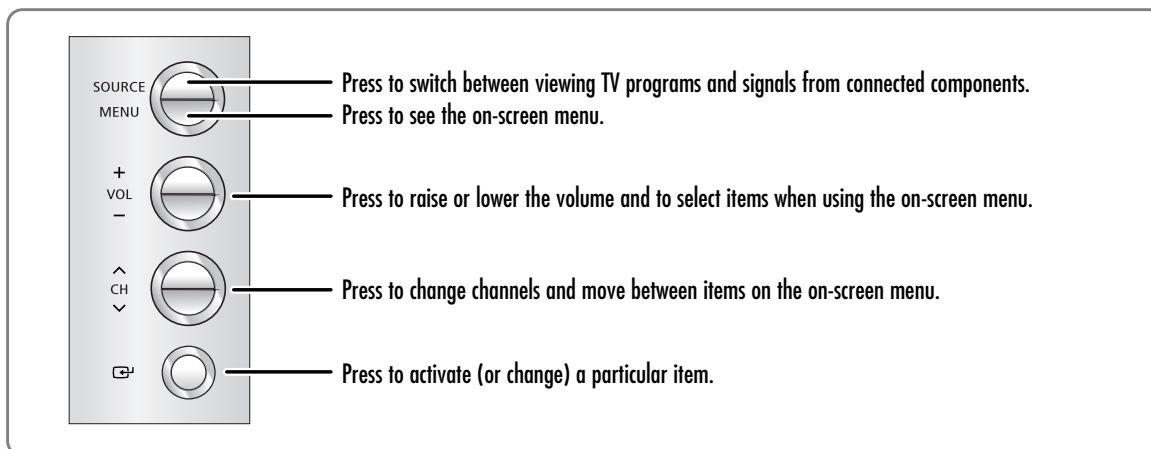 SOURCE
Press to switch between viewing TV programs and signals from connected components.
MENU
Press to see the on-screen menu.
+
VOL
−
Press to raise or lower the volume and to select items when using the on-screen menu.
CH
Press to change channels and move between items on the on-screen menu.
Press to activate (or change) a particular item.